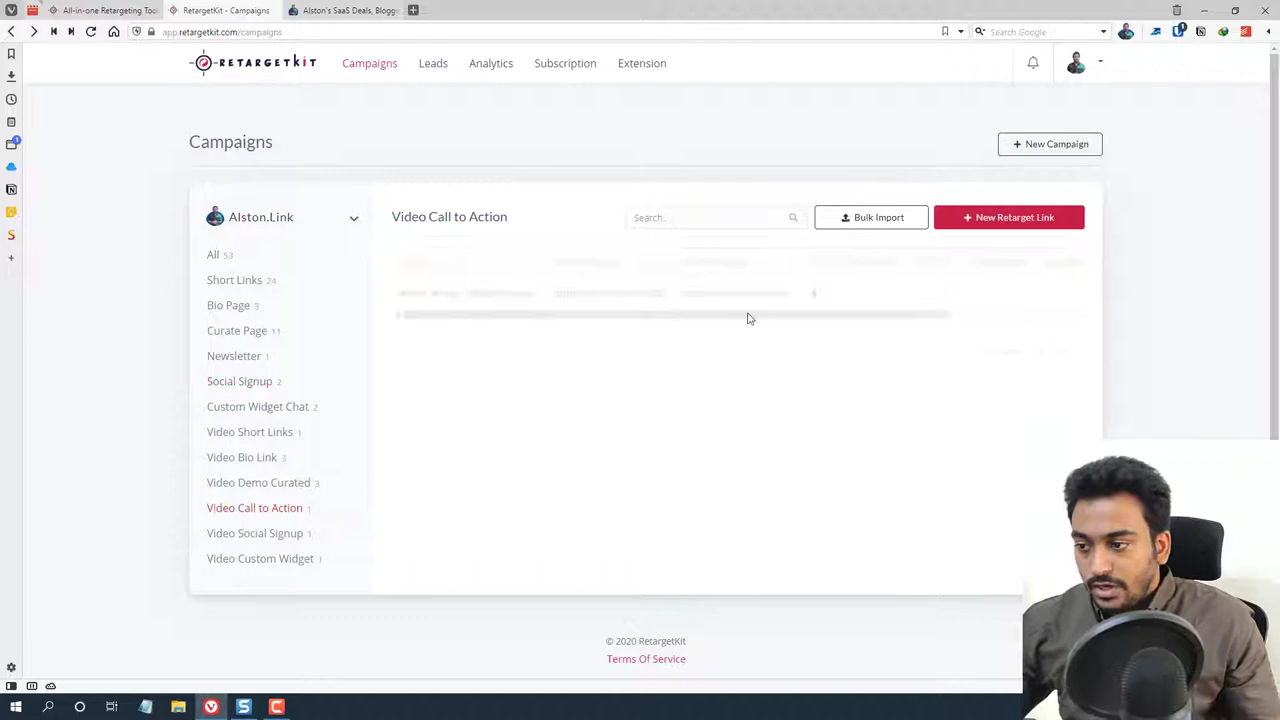 All-in-one Retargeting Too
RetargetKit - Campaigns
Alston's SaaS Deals, Blogge
app.retargetkit.com/campaigns
Search Google
RETARGETKIT
Campaigns
Leads
Analytics
Subscription
Extension
Campaigns
+ New Campaign
Alston.Link
Video Call to Action
Search..
Bulk Import
+ New Retarget Link
All 53
Short Links 24
Bio Page 3
Curate Page 11
Newsletter 1
Social Signup 2
Custom Widget Chat 2
Video Short Links 1
Video Bio Link 3
Video Demo Curated 3
Video Call to Action 1
Video Social Signup 1
Video Custom Widget 1
© 2020 RetargetKit
Terms Of Service